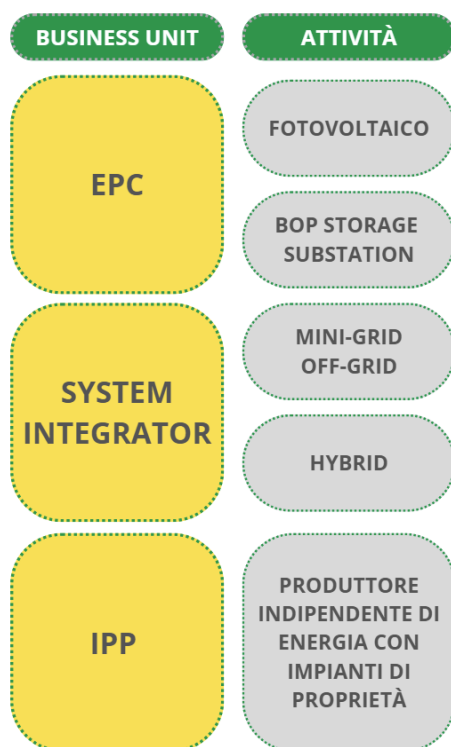 BUSINESS UNIT
ATTIVITÀ
EPC
FOTOVOLTAICO
BOP STORAGE
SUBSTATION
SYSTEM
INTEGRATOR
MINI-GRID
OFF-GRID
HYBRID
IPP
PRODUTTORE
INDIPENDENTE DI
ENERGIA CON
IMPIANTI DI
PROPRIETÀ